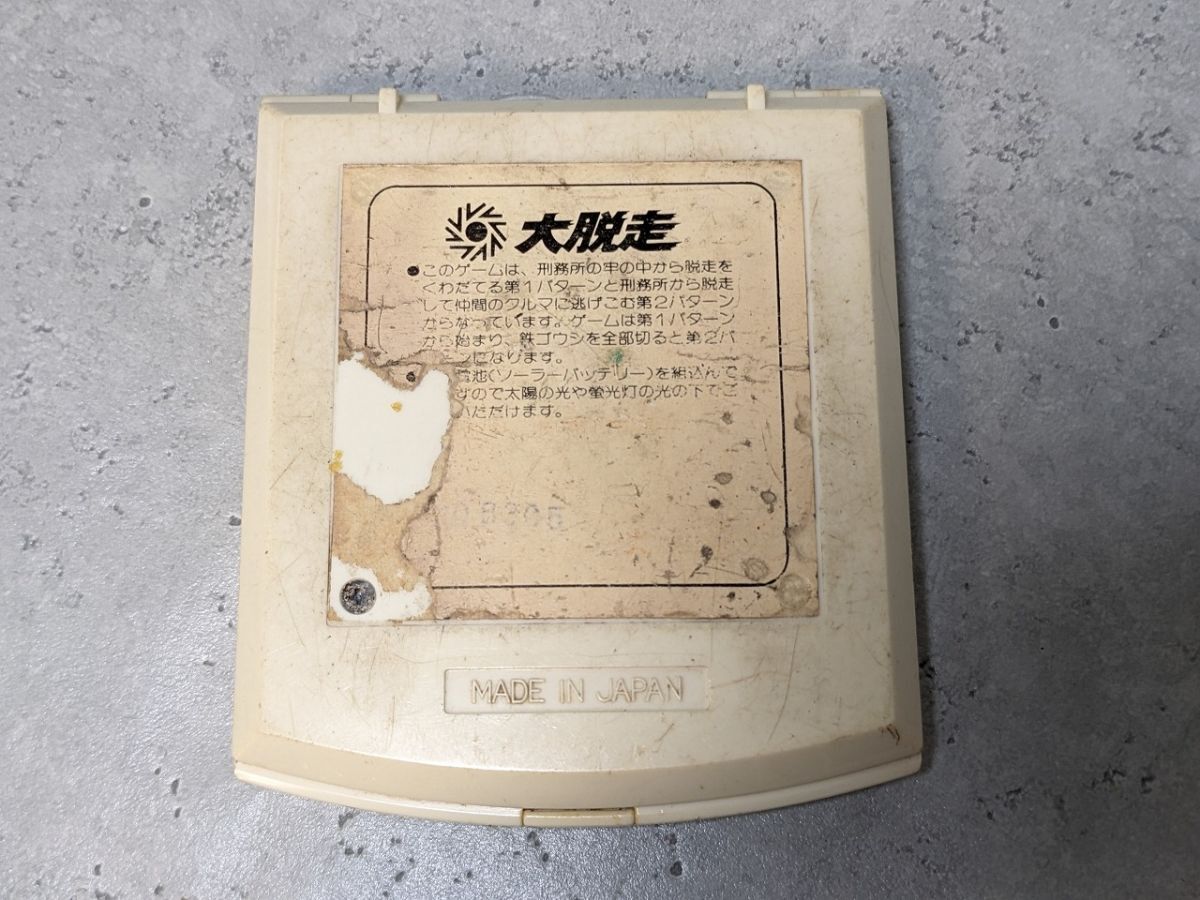 大脱走
●このゲームは、刑務所の牢の中から脱走を
くわだてる第1パターンと刑務所から脱走
して仲間のクルマに逃げこむ第2パターン
からなっています。ゲームは第1パターン
から始まり、鉄ゴウシを全部切ると第2パ
ンになります。
電池(ソーラーバッテリー)を組込んで
すので太陽の光や螢光灯の光の下でご
いただけます。
MADE IN JAPAN